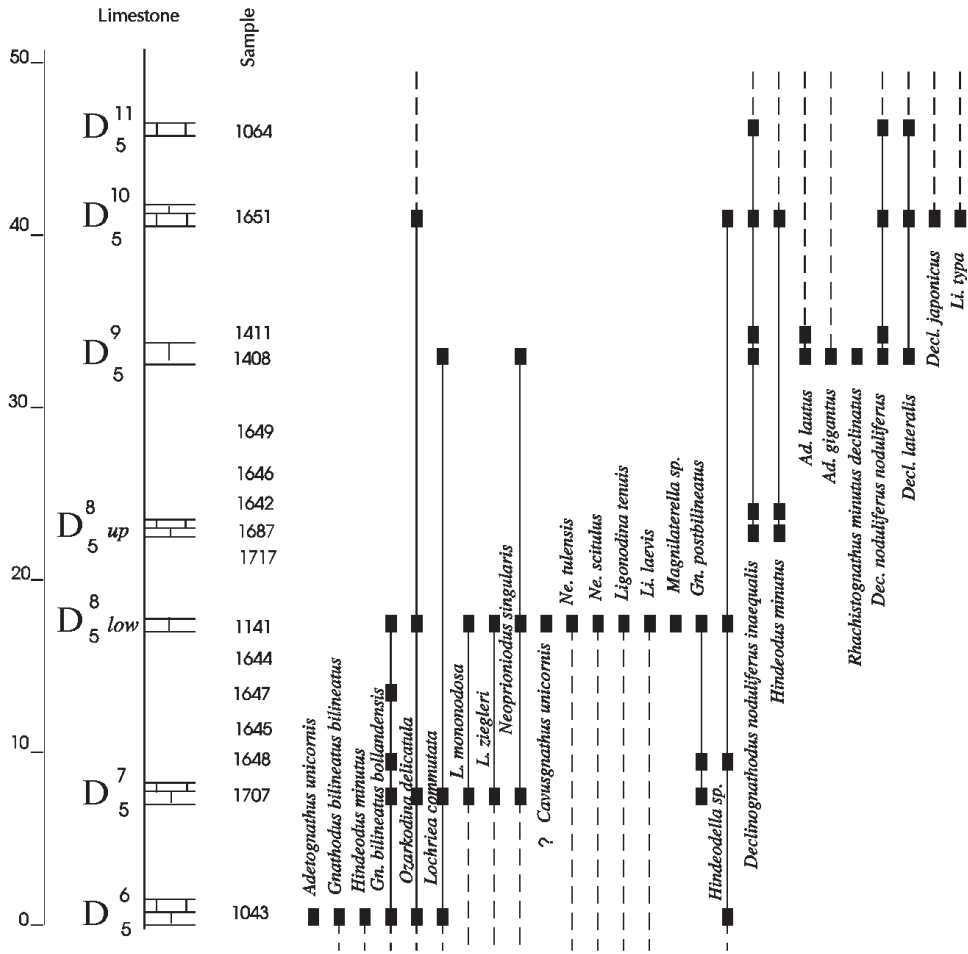 Limestone
Sample
50
D 11 5
1064
D 10 5
1651
40
D 9 5
1411
1408
30
1649
1646
1642
D 8 5 up
1687
1717
20
D 8 5 low
1141
1644
1647
1645
10
1648
D 7 5
1707
D 6 5
1043
0
Adetognathus unicornis
Gnathodus bilineatus bilineatus
Hindeodus minutus
Gn. bilineatus bollandensis
Ozarkodina delicatula
Lochriea commutata
L. mononodosa
L. ziegleri
Neoprioniodus singularis
? Cavusgnathus unicornis
Ne. tulensis
Ne. scitulus
Ligonodina tenuis
Li. laevis
Magnilaterella sp.
Gn. postbilineatus
Hindeodella sp.
Declinognathodus noduliferus inaequalis
Hindeodus minutus
Ad. lautus
Ad. gigantus
Rhachistognathus minutus declinatus
Dec. noduliferus noduliferus
Decl. lateralis
Decl. japonicus
Li. typa